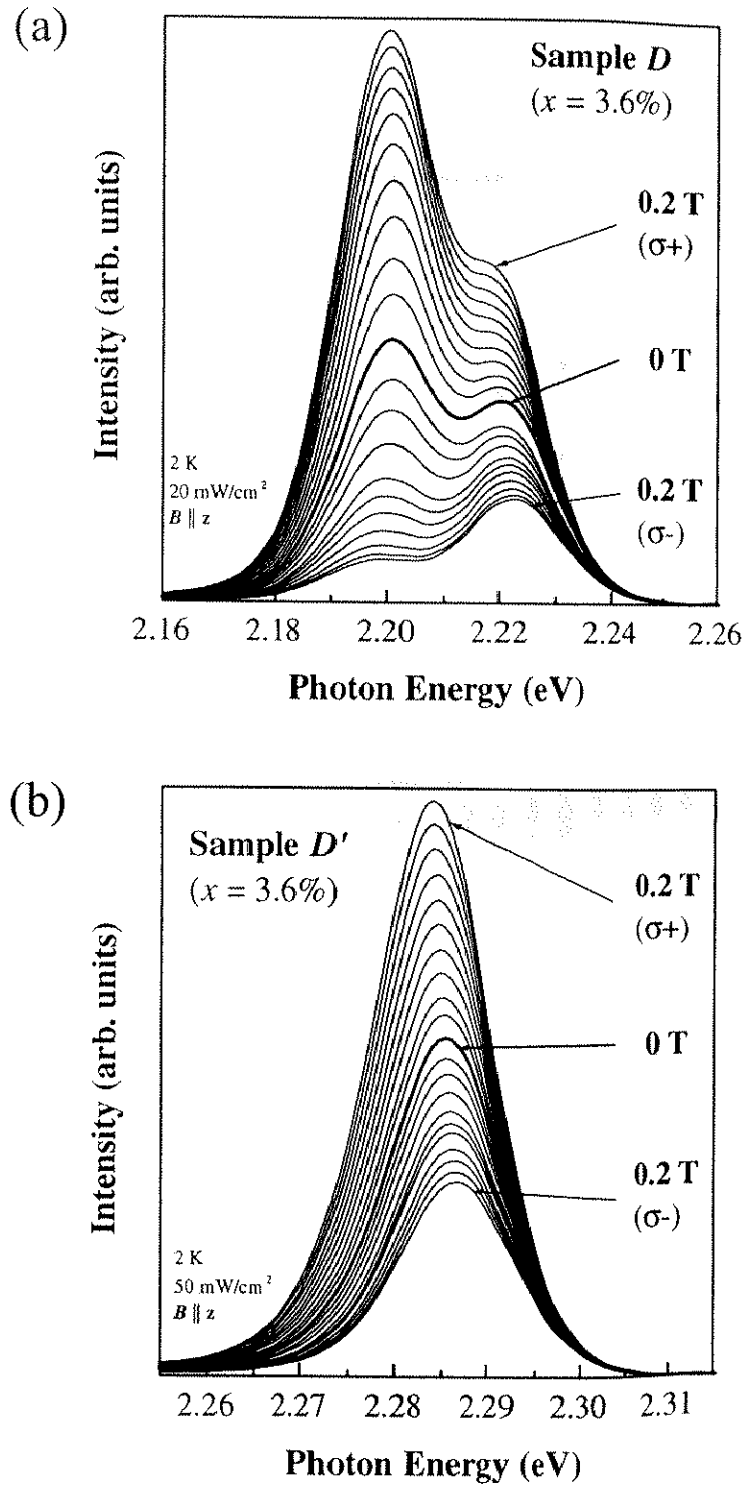 (a)
Sample D
(x = 3.6%)
0.2 T
(σ+)
0 T
0.2 T
(σ-)
2 K
20 mW/cm²
B || z
Intensity (arb. units)
2.16 2.18 2.20 2.22 2.24 2.26
Photon Energy (eV)
(b)
Sample D'
(x = 3.6%)
0.2 T
(σ+)
0 T
0.2 T
(σ-)
2 K
50 mW/cm²
B || z
Intensity (arb. units)
2.26 2.27 2.28 2.29 2.30 2.31
Photon Energy (eV)